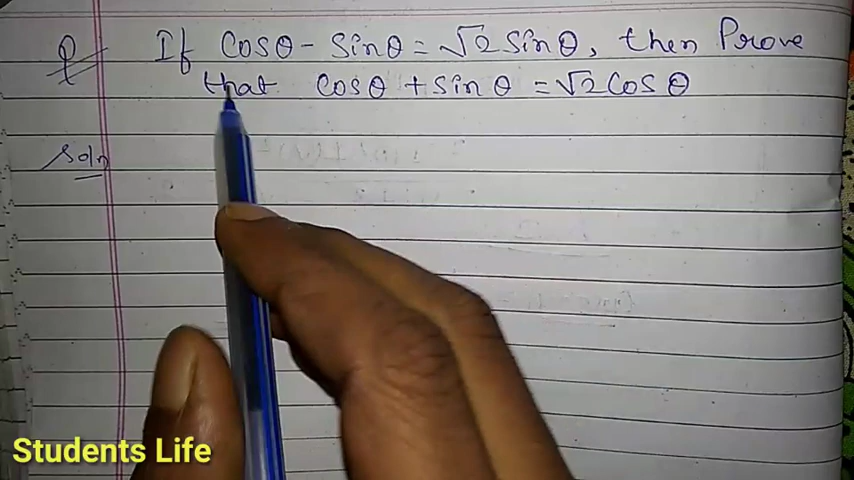 Q If Cosθ - Sinθ = √2 Sinθ, then Prove
that Cosθ + Sinθ = √2 Cosθ
Soln
Students Life